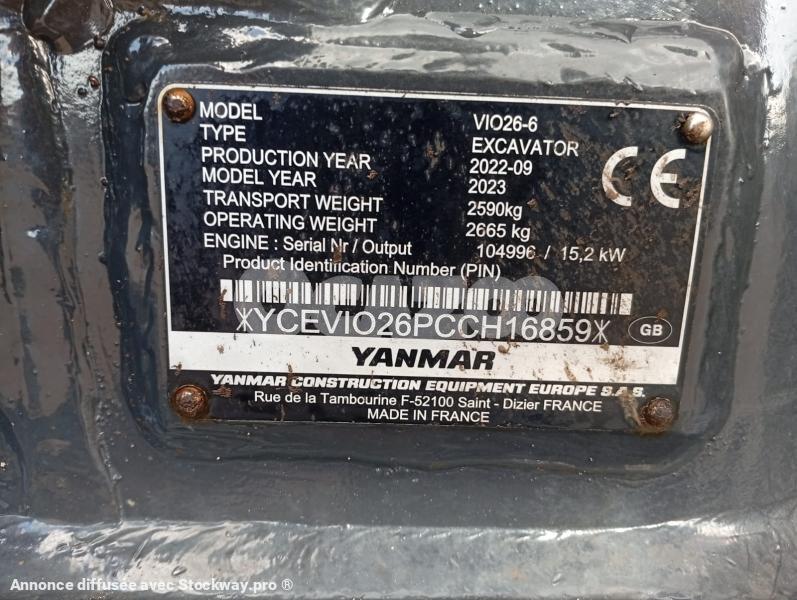 MODEL VIO26-6
TYPE EXCAVATOR
PRODUCTION YEAR 2022-09
MODEL YEAR 2023
TRANSPORT WEIGHT 2590kg
OPERATING WEIGHT 2665 kg
ENGINE : Serial Nr / Output 104996 / 15,2 kW
Product Identification Number (PIN)
CE
*YCEVIO26PCCH16859*
GB
YANMAR
YANMAR CONSTRUCTION EQUIPMENT EUROPE S.A.S.
Rue de la Tambourine F-52100 Saint - Dizier FRANCE
MADE IN FRANCE
Annonce diffusée avec Stockway.pro ®